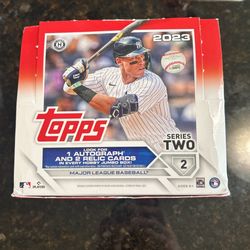 2023
TOPPS
SERIES
TWO
2
LOOK FOR
1 AUTOGRAPH
AND 2 RELIC CARDS
IN EVERY HOBBY JUMBO BOX!
MAJOR LEAGUE BASEBALL